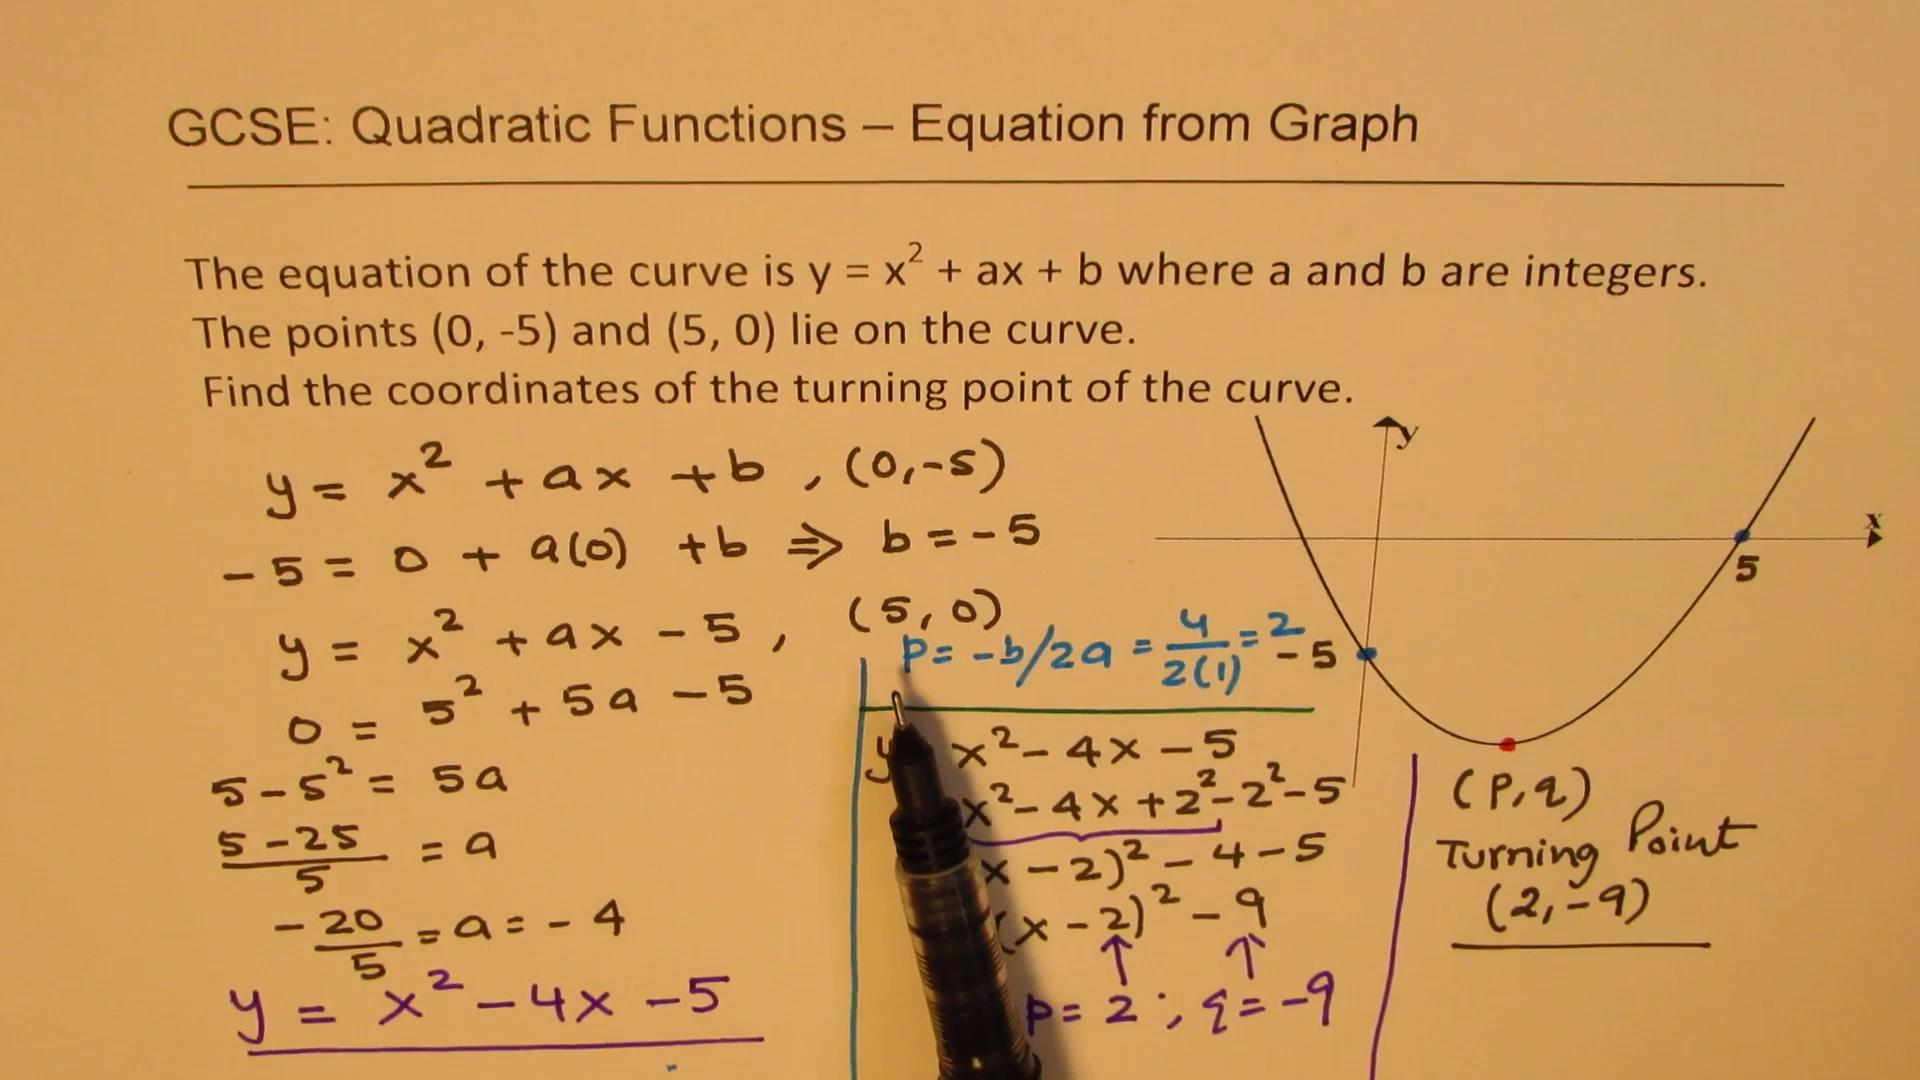 GCSE: Quadratic Functions – Equation from Graph
The equation of the curve is y = x² + ax + b where a and b are integers.
The points (0, -5) and (5, 0) lie on the curve.
Find the coordinates of the turning point of the curve.
y = x² + ax + b , (0,-5)
-5 = 0 + a(0) + b ⇒ b = -5
y = x² + ax - 5 , (5, 0)
0 = 5² + 5a - 5
5 - 5² = 5a
5 - 25 / 5 = a
-20/5 = a = -4
y = x² - 4x - 5
p = -b/2a = 4/2(1) = 2
y x² - 4x - 5
x² - 4x + 2² - 2² - 5
x - 2)² - 4 - 5
(x - 2)² - 9
↑ ↑
p = 2 ; q = -9
y
x
5
-5
(p,q)
Turning Point
(2,-9)